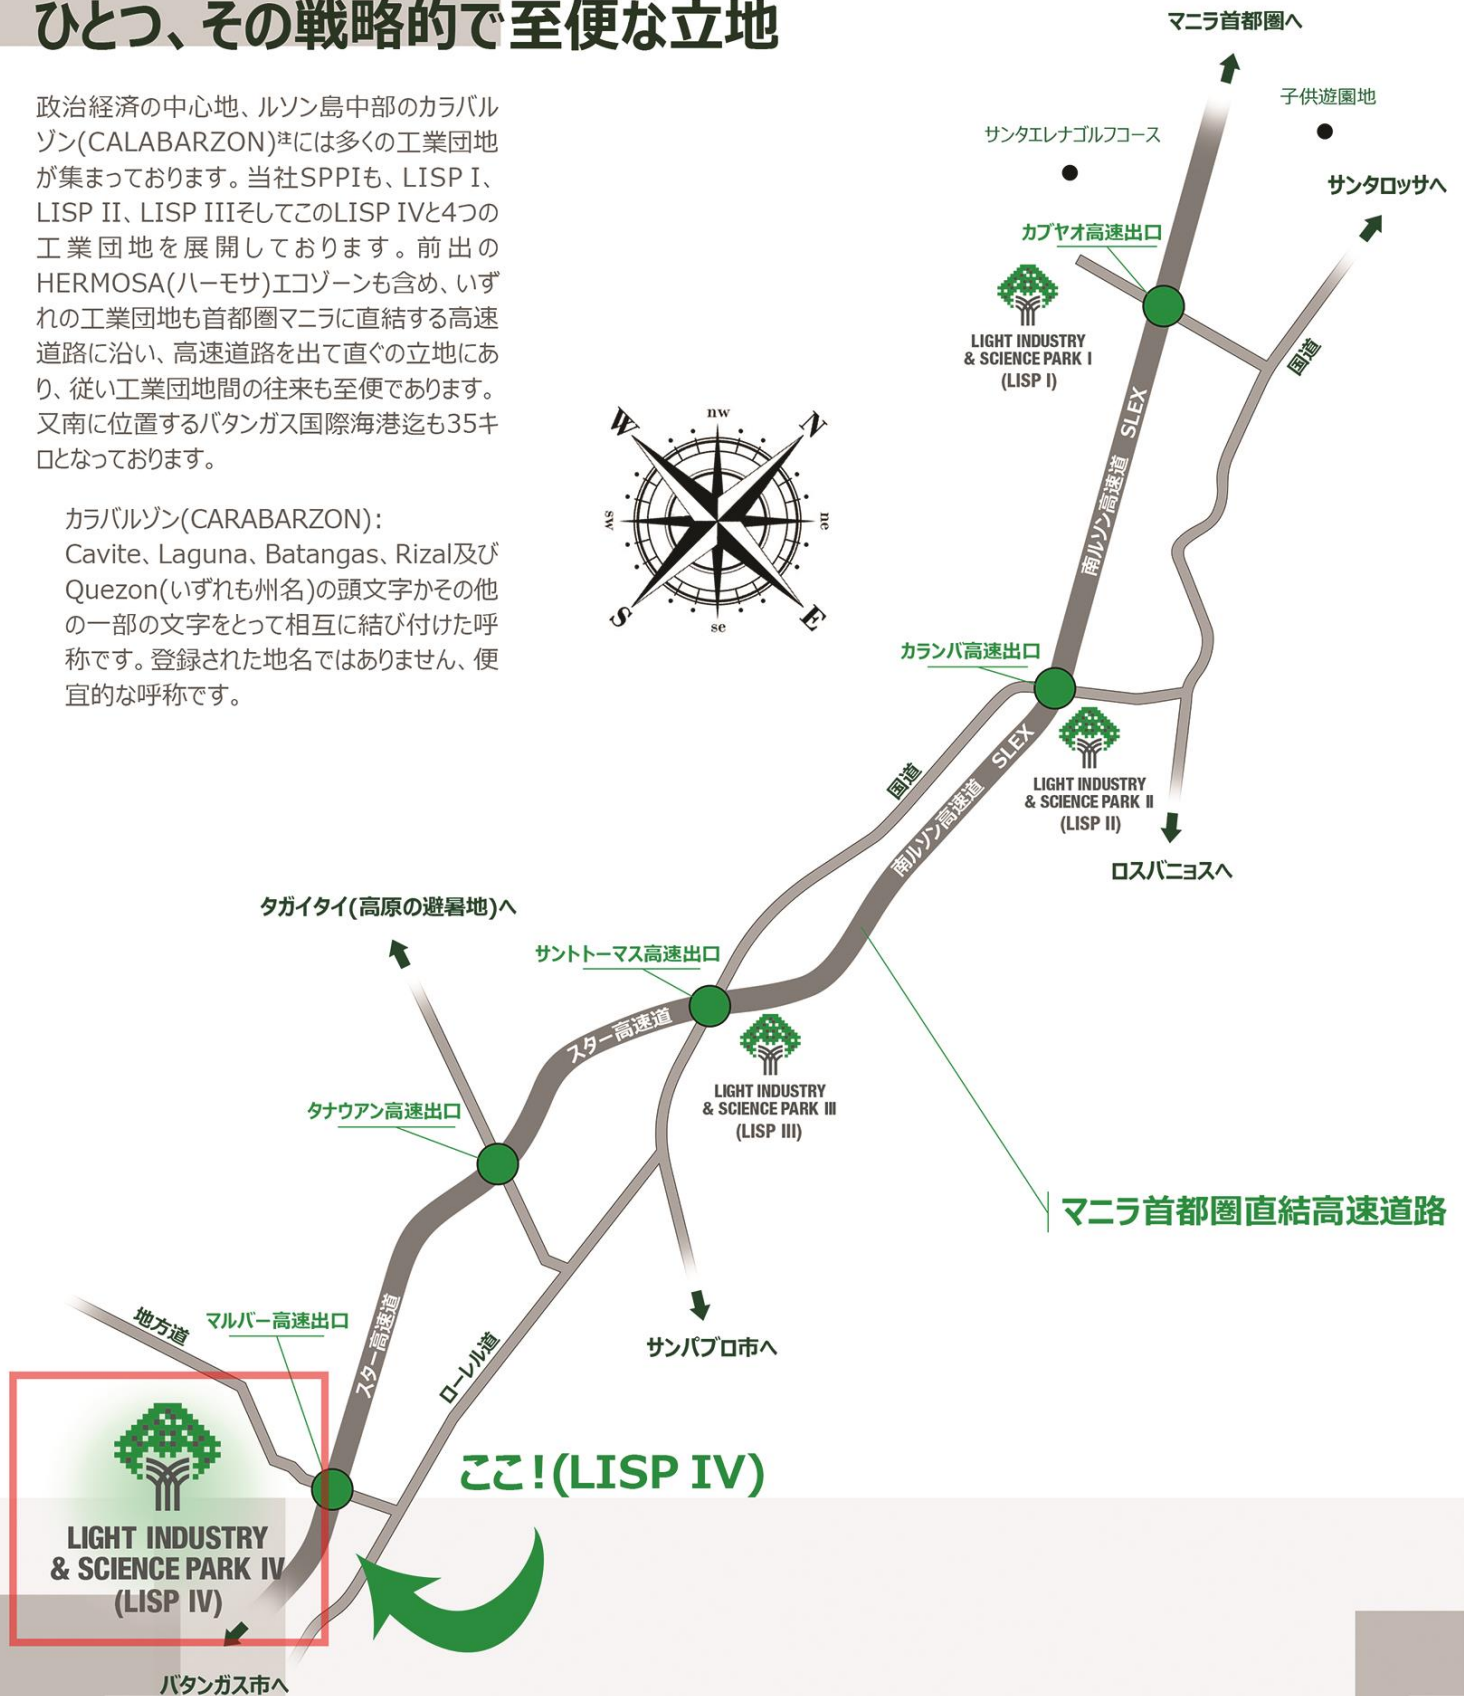 ひとつ、その戦略的で至便な立地
政治経済の中心地、ルソン島中部のカラバル
ゾン(CALABARZON)注には多くの工業団地
が集まっております。当社SPPIも、LISP I、
LISP II、LISP IIIそしてこのLISP IVと4つの
工業団地を展開しております。前出の
HERMOSA(ハーモサ)エコゾーンも含め、いず
れの工業団地も首都圏マニラに直結する高速
道路に沿い、高速道路を出て直ぐの立地にあ
り、従い工業団地間の往来も至便であります。
又南に位置するバタンガス国際海港迄も35キ
ロとなっております。
カラバルゾン(CARABARZON):
Cavite、Laguna、Batangas、Rizal及び
Quezon(いずれも州名)の頭文字かその他
の一部の文字をとって相互に結び付けた呼
称です。登録された地名ではありません、便
宜的な呼称です。
マニラ首都圏へ
子供遊園地
サンタエレナゴルフコース
サンタロッサへ
カブヤオ高速出口
LIGHT INDUSTRY
& SCIENCE PARK I
(LISP I)
国道
南ルソン高速道 SLEX
W
nw
N
sw
ne
S
se
E
カランバ高速出口
LIGHT INDUSTRY
& SCIENCE PARK II
(LISP II)
国道
南ルソン高速道 SLEX
ロスバニョスへ
タガイタイ(高原の避暑地)へ
サントトーマス高速出口
スター高速道
LIGHT INDUSTRY
& SCIENCE PARK III
(LISP III)
タナウアン高速出口
マニラ首都圏直結高速道路
地方道
マルバー高速出口
スター高速道
ローレル道
サンパブロ市へ
ここ!(LISP IV)
LIGHT INDUSTRY
& SCIENCE PARK IV
(LISP IV)
バタンガス市へ